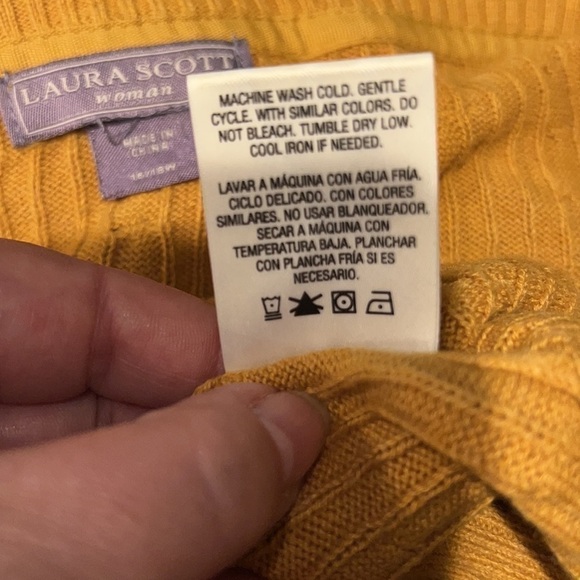 LAURA SCOTT
woman
MADE IN
CHINA
16W/18W
MACHINE WASH COLD. GENTLE
CYCLE. WITH SIMILAR COLORS. DO
NOT BLEACH. TUMBLE DRY LOW.
COOL IRON IF NEEDED.
LAVAR A MÁQUINA CON AGUA FRÍA.
CICLO DELICADO. CON COLORES
SIMILARES. NO USAR BLANQUEADOR.
SECAR A MÁQUINA CON
TEMPERATURA BAJA. PLANCHAR
CON PLANCHA FRÍA SI ES
NECESARIO.